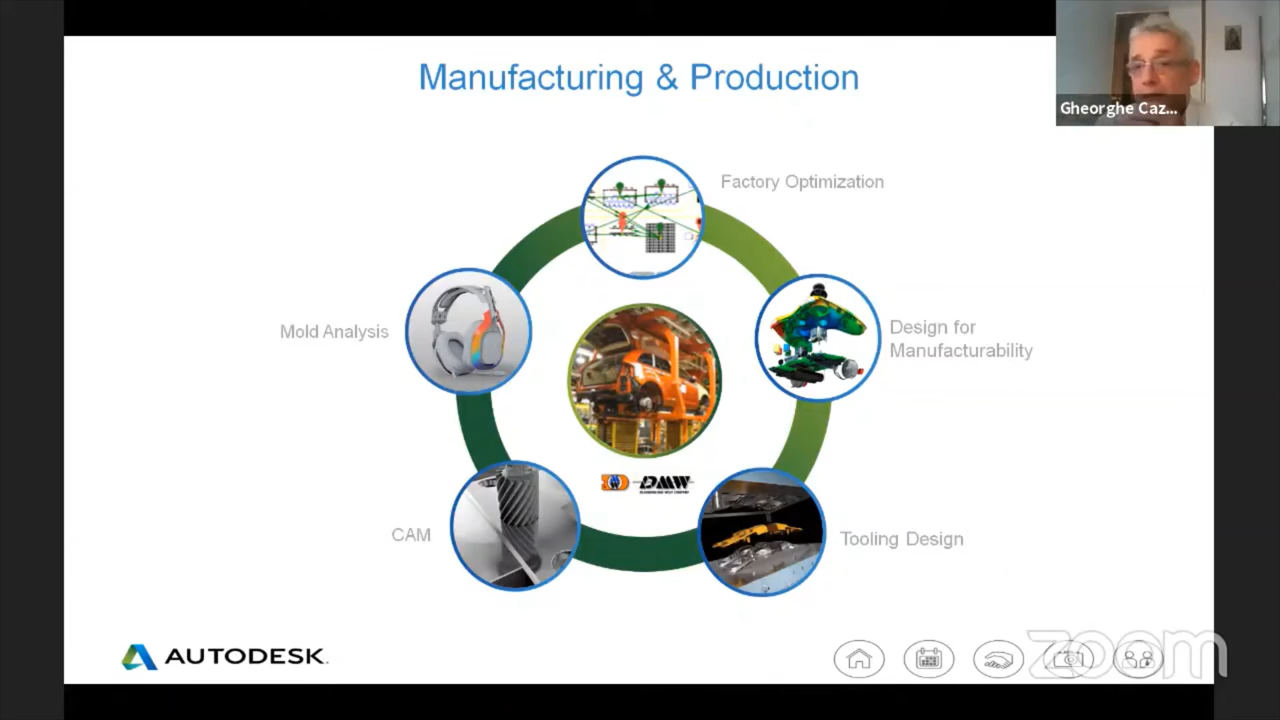 Manufacturing & Production
Gheorghe Caz...
Factory Optimization
Mold Analysis
Design for
Manufacturability
DMW
CAM
Tooling Design
AUTODESK
zoom